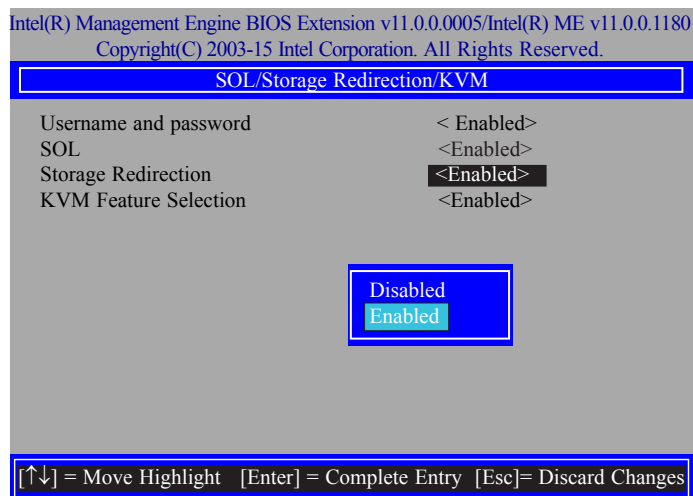 Intel(R) Management Engine BIOS Extension v11.0.0.0005/Intel(R) ME v11.0.0.1180
Copyright(C) 2003-15 Intel Corporation. All Rights Reserved.
SOL/Storage Redirection/KVM
Username and password < Enabled>
SOL <Enabled>
Storage Redirection <Enabled>
KVM Feature Selection <Enabled>
Disabled
Enabled
[↑↓] = Move Highlight [Enter] = Complete Entry [Esc]= Discard Changes